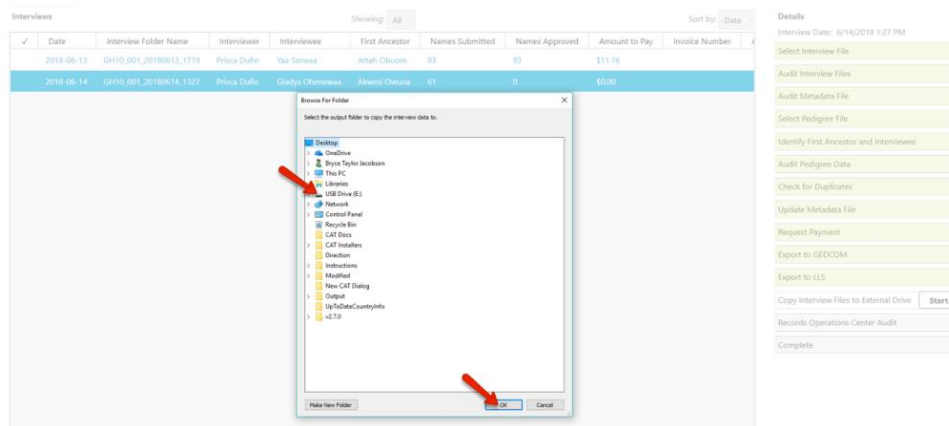 Interviews Showing: All Sort by: Date
✓ Date Interview Folder Name Interviewer Interviewee First Ancestor Names Submitted Names Approved Amount to Pay Invoice Number
2018-06-13 GH10_001_20180613_1719 Prisca Dufie Yaa Serwaa Attah Obuom 93 93 $11.16
2018-06-14 GH10_001_20180614_1327 Prisca Dufie Gladys Ohenewaa Akwesi Owuna 61 0 $0.00
Browse For Folder
Select the output folder to copy the interview data to.
Desktop
OneDrive
Bryce Taylor Jacobson
This PC
Libraries
USB Drive (E:)
Network
Control Panel
Recycle Bin
CAT Docs
CAT Installers
Direction
Instructions
Modified
New CAT Dialog
Output
UpToDateCountryInfo
v2.7.0
Make New Folder OK Cancel
Details
Interview Date: 6/14/2018 1:27 PM
Select Interview File
Audit Interview Files
Audit Metadata File
Select Pedigree File
Identify First Ancestor and Interviewee
Audit Pedigree Data
Check for Duplicates
Update Metadata File
Request Payment
Export to GEDCOM
Export to LLS
Copy Interview Files to External Drive Start
Records Operations Center Audit
Complete